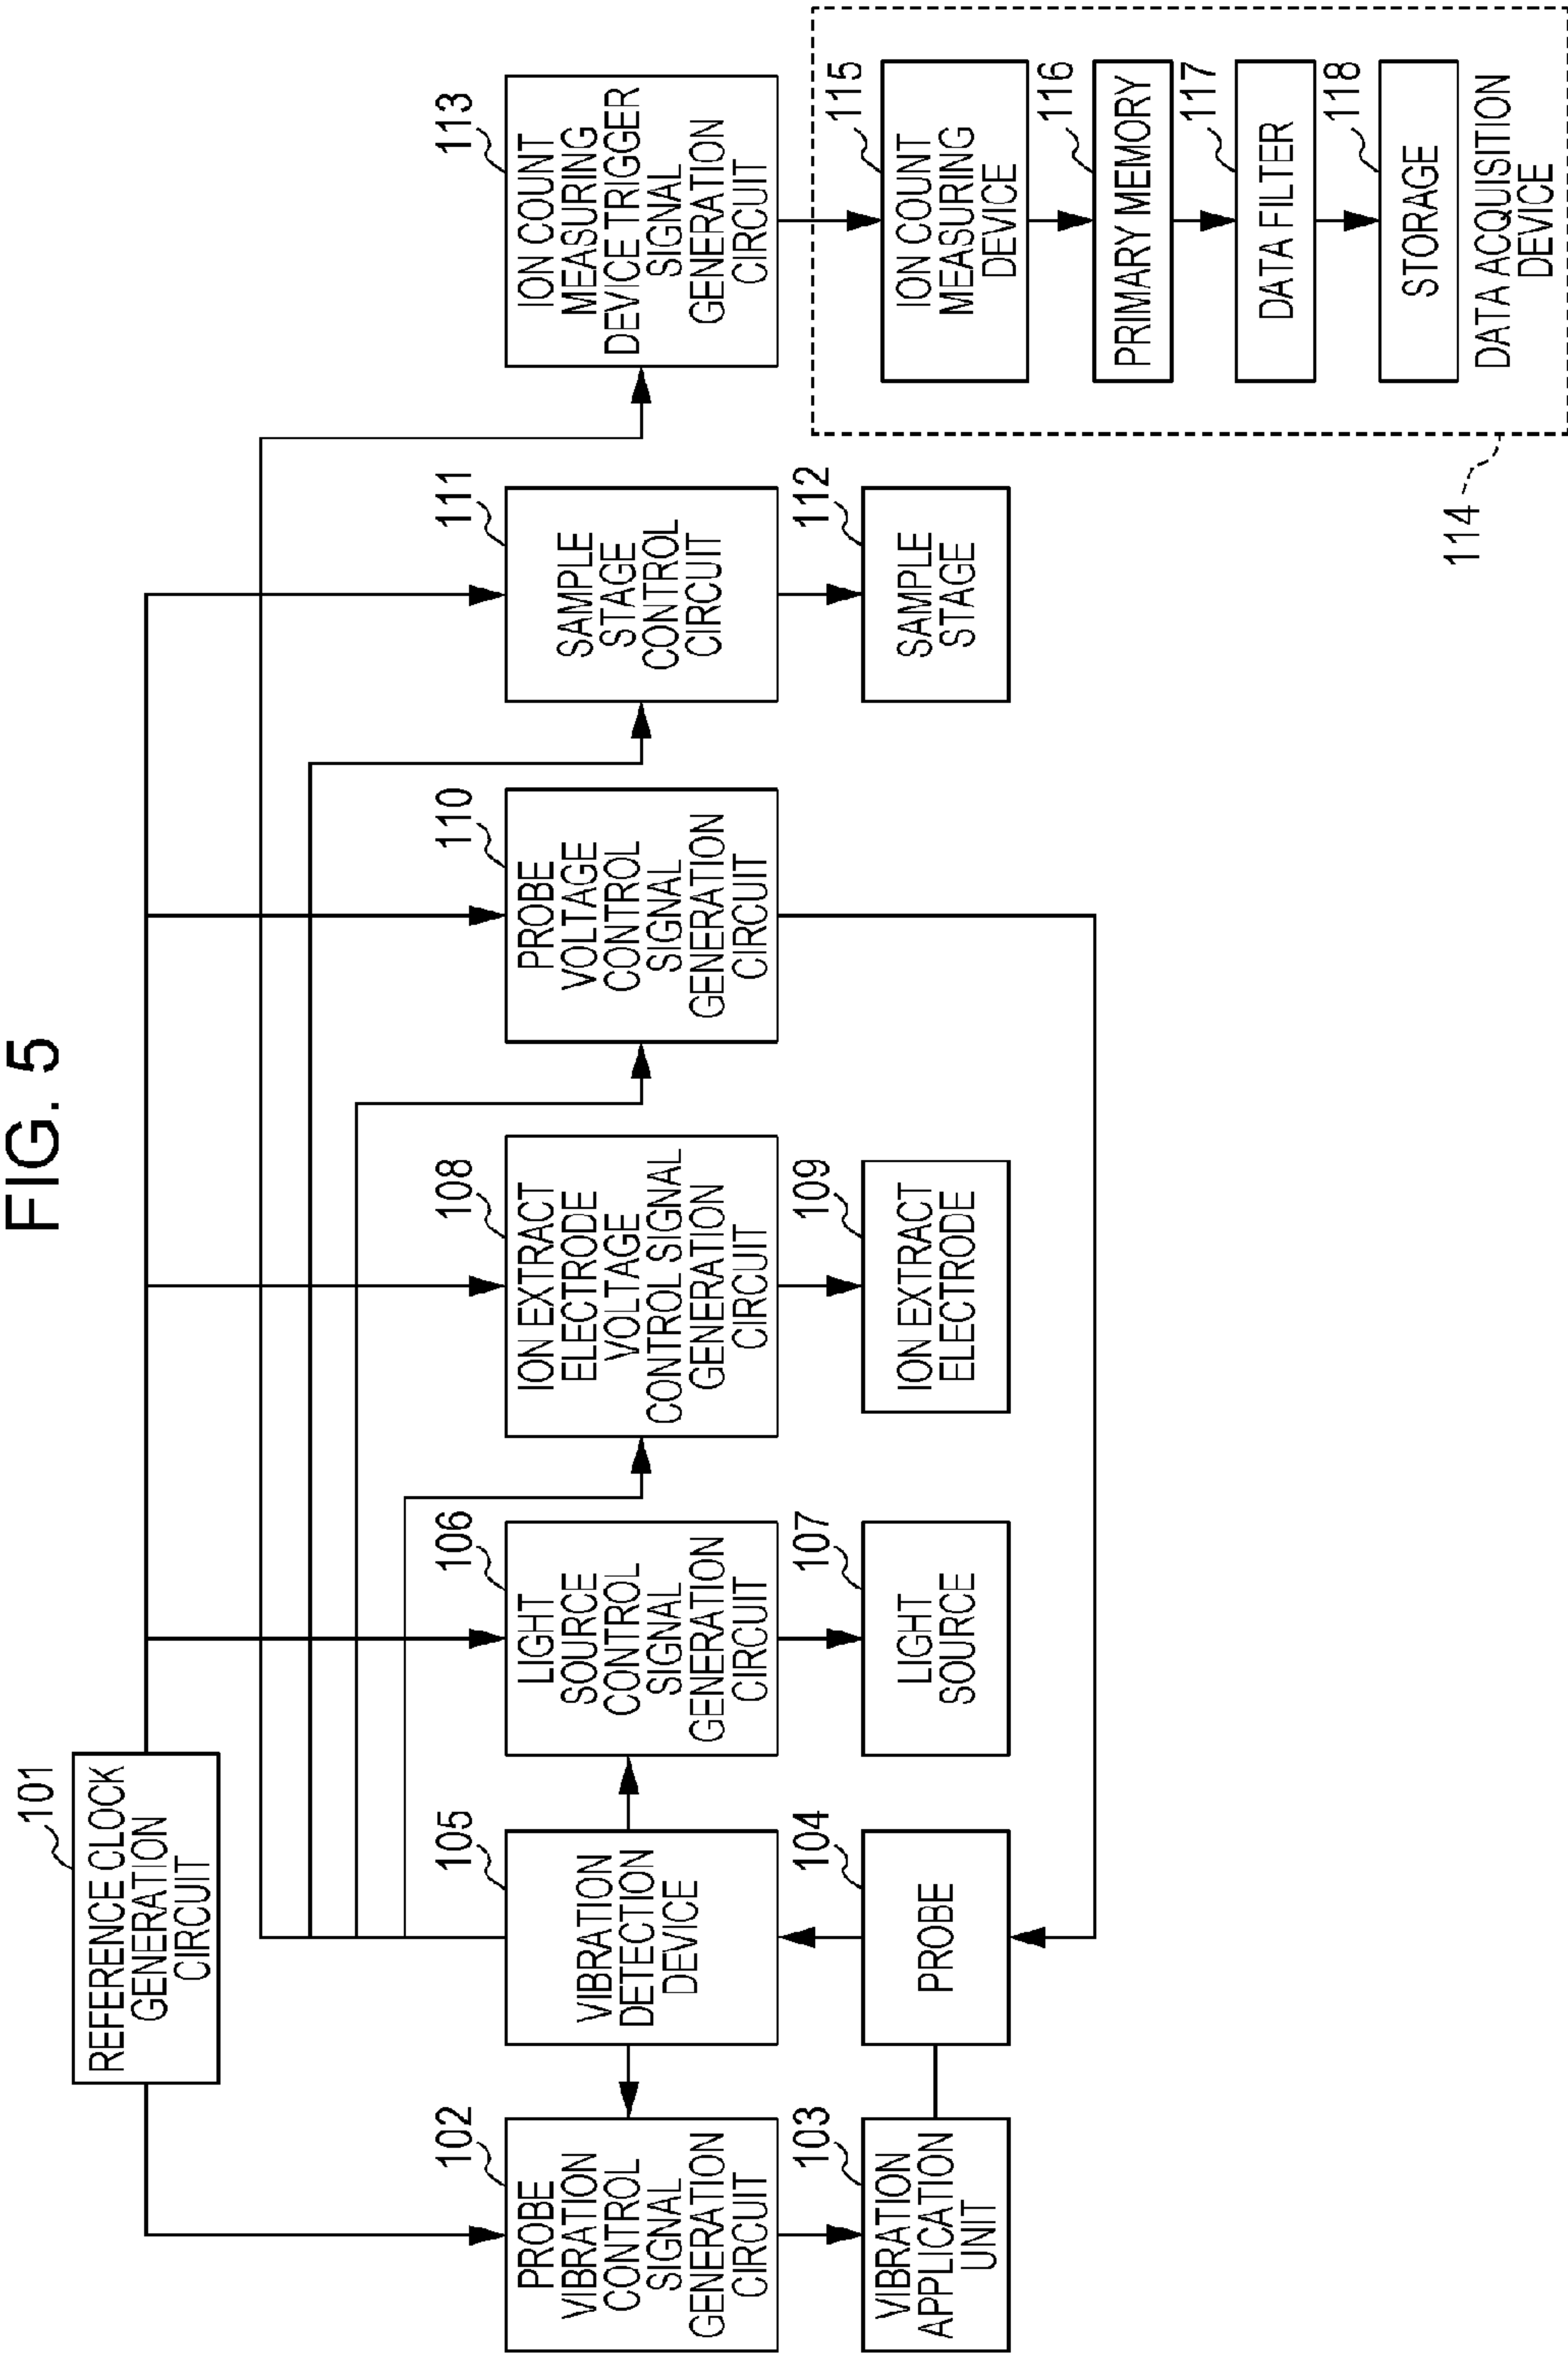 FIG. 5
101
REFERENCE CLOCK
GENERATION
CIRCUIT
102
PROBE
VIBRATION
CONTROL
SIGNAL
GENERATION
CIRCUIT
103
VIBRATION
APPLICATION
UNIT
105
VIBRATION
DETECTION
DEVICE
104
PROBE
106
LIGHT
SOURCE
CONTROL
SIGNAL
GENERATION
CIRCUIT
107
LIGHT
SOURCE
108
ION EXTRACT
ELECTRODE
VOLTAGE
CONTROL SIGNAL
GENERATION
CIRCUIT
109
ION EXTRACT
ELECTRODE
110
PROBE
VOLTAGE
CONTROL
SIGNAL
GENERATION
CIRCUIT
111
SAMPLE
STAGE
CONTROL
CIRCUIT
112
SAMPLE
STAGE
113
ION COUNT
MEASURING
DEVICE TRIGGER
SIGNAL
GENERATION
CIRCUIT
114
115
ION COUNT
MEASURING
DEVICE
116
PRIMARY MEMORY
117
DATA FILTER
118
STORAGE
DATA ACQUISITION
DEVICE